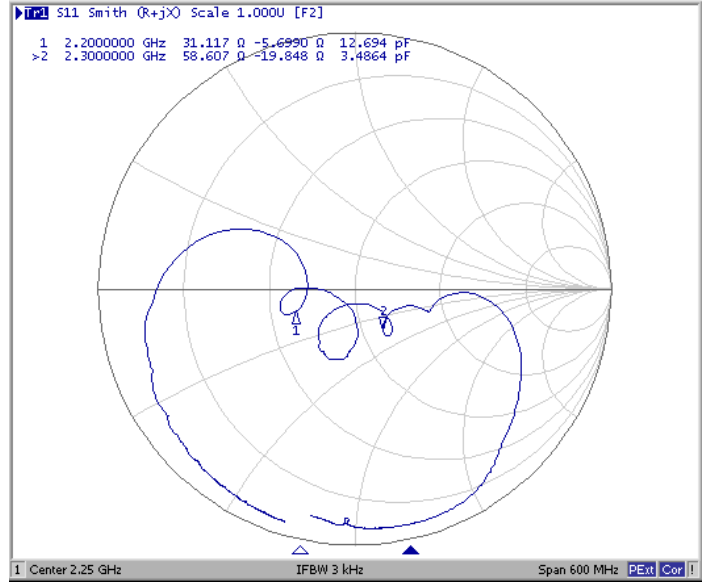 Tr1 S11 Smith (R+jX) Scale 1.000U [F2]
1 2.2000000 GHz 31.117 Ω -5.6990 Ω 12.694 pF
>2 2.3000000 GHz 58.607 Ω -19.848 Ω 3.4864 pF
2
1
1 Center 2.25 GHz IFBW 3 kHz Span 600 MHz PExt Cor !